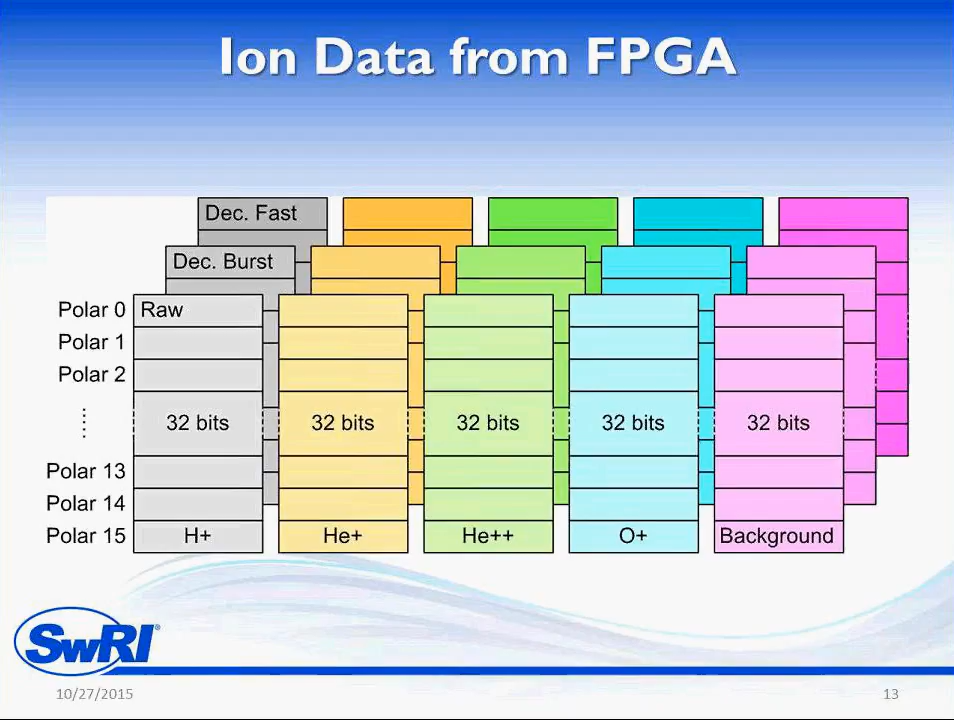 Ion Data from FPGA
Dec. Fast
Dec. Burst
Polar 0 Raw
Polar 1
Polar 2
32 bits 32 bits 32 bits 32 bits 32 bits
Polar 13
Polar 14
Polar 15 H+ He+ He++ O+ Background
SwRI®
10/27/2015 13